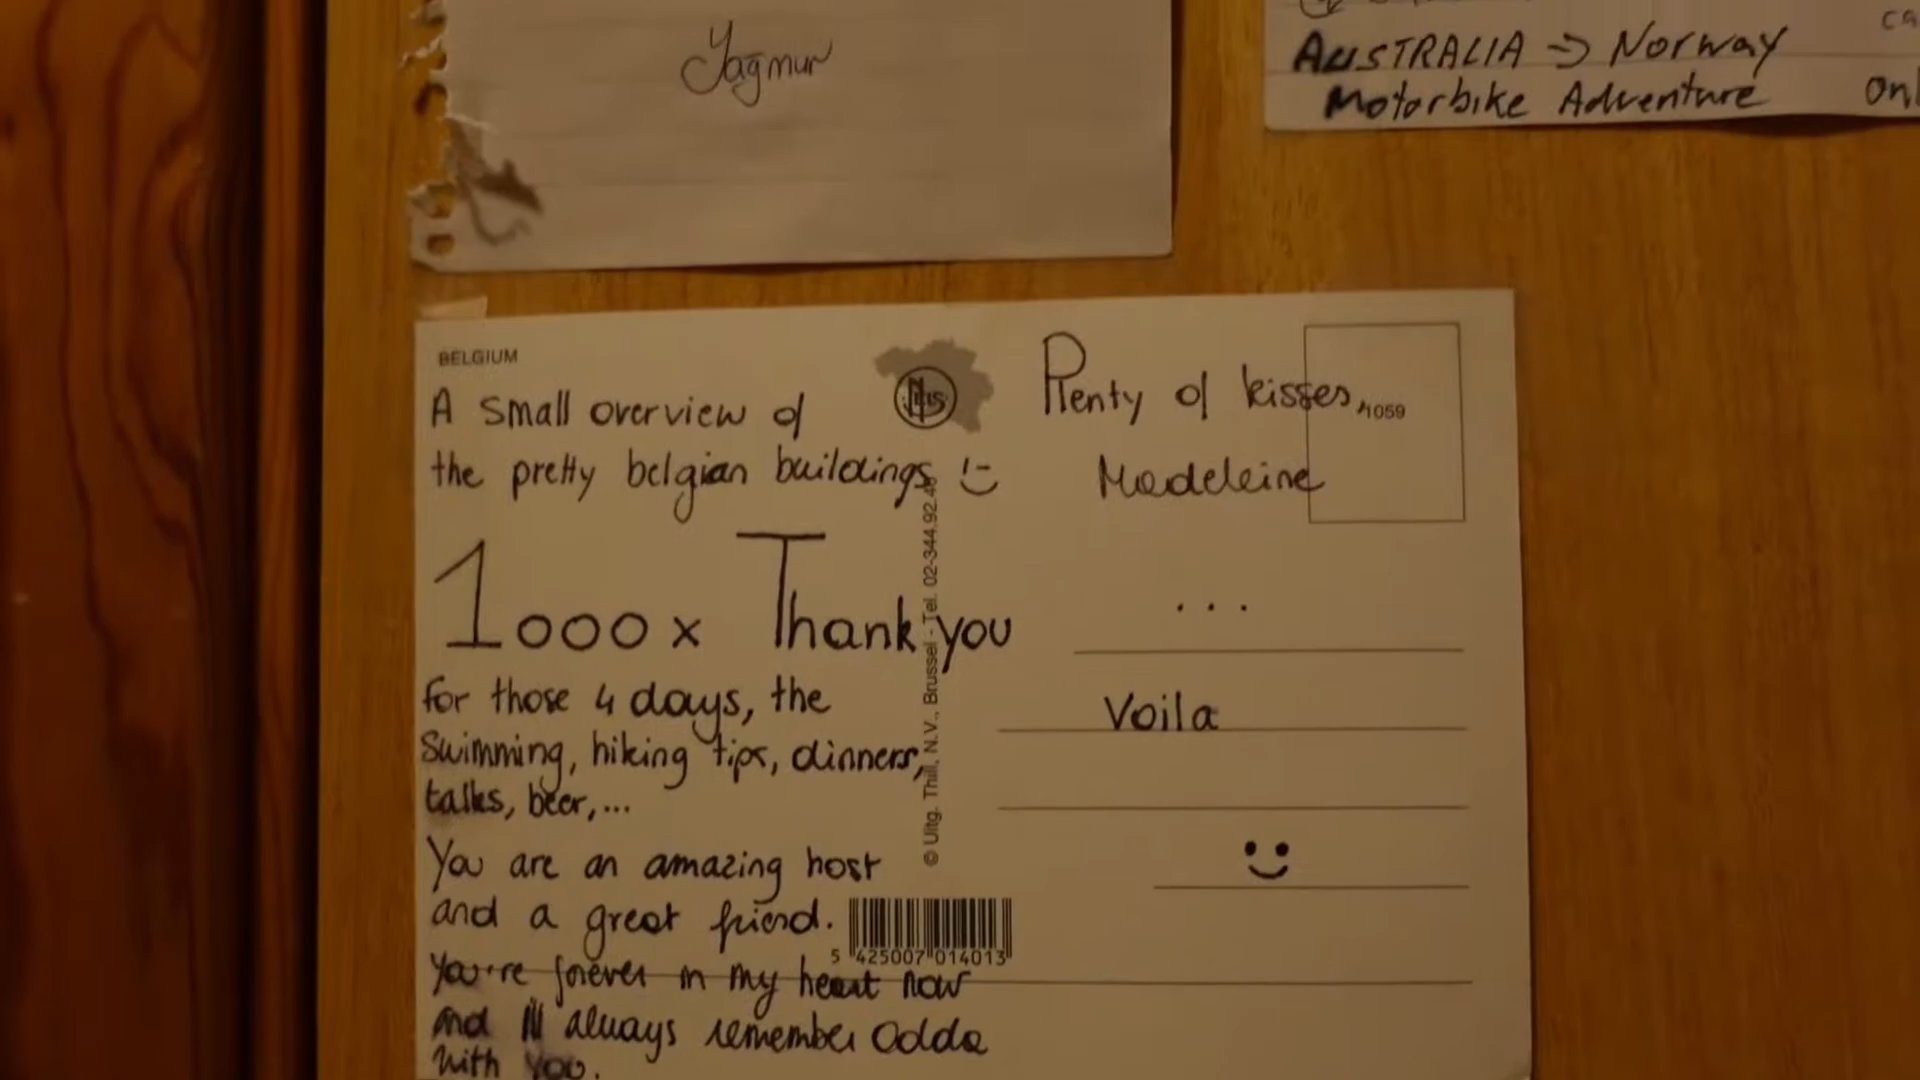 Yagmur
AUSTRALIA → Norway
Motorbike Adventure
BELGIUM
A small overview of
the pretty belgian buildings
1000 x Thank you
for those 4 days, the
swimming, hiking tips, dinners,
talks, beer,...
You are an amazing host
and a great friend.
You're forever in my heart now
and I'll always remember Odda
with you.
© Uitg. Thill, N.V., Brussel - Tel. 02-344.92.40
5 425007 014013
Plenty of kisses,
1059
Madeleine
...
Voila